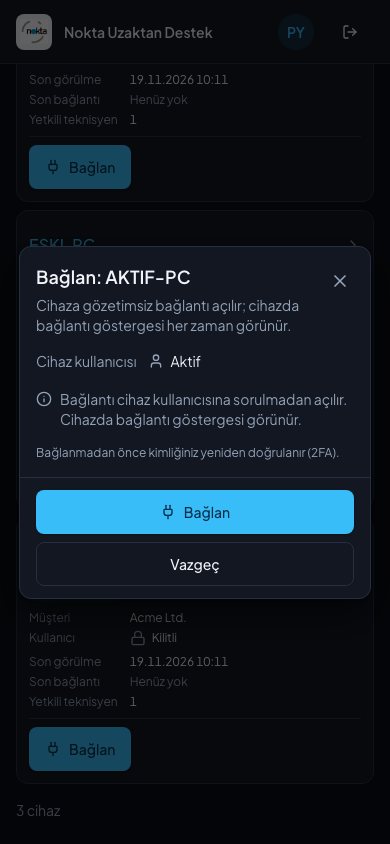 nokta
Nokta Uzaktan Destek
PY
Son görülme 19.11.2026 10:11
Son bağlantı Henüz yok
Yetkili teknisyen 1
Bağlan
ESKI-PC
Bağlan: AKTIF-PC
Cihaza gözetimsiz bağlantı açılır; cihazda
bağlantı göstergesi her zaman görünür.
Cihaz kullanıcısı Aktif
Bağlantı cihaz kullanıcısına sorulmadan açılır.
Cihazda bağlantı göstergesi görünür.
Bağlanmadan önce kimliğiniz yeniden doğrulanır (2FA).
Bağlan
Vazgeç
Müşteri Acme Ltd.
Kullanıcı Kilitli
Son görülme 19.11.2026 10:11
Son bağlantı Henüz yok
Yetkili teknisyen 1
Bağlan
3 cihaz